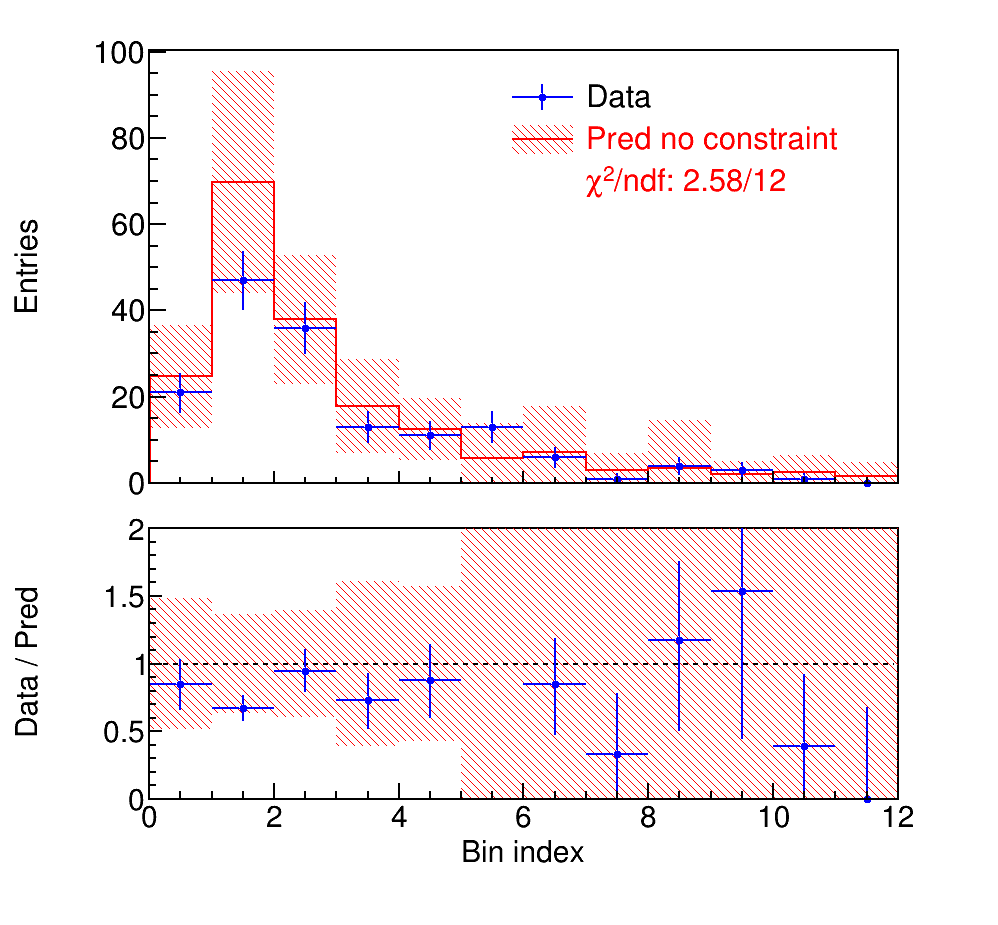 100
80
60
40
20
0
Entries
Data
Pred no constraint
χ²/ndf: 2.58/12
2
1.5
1
0.5
0
Data / Pred
0 2 4 6 8 10 12
Bin index